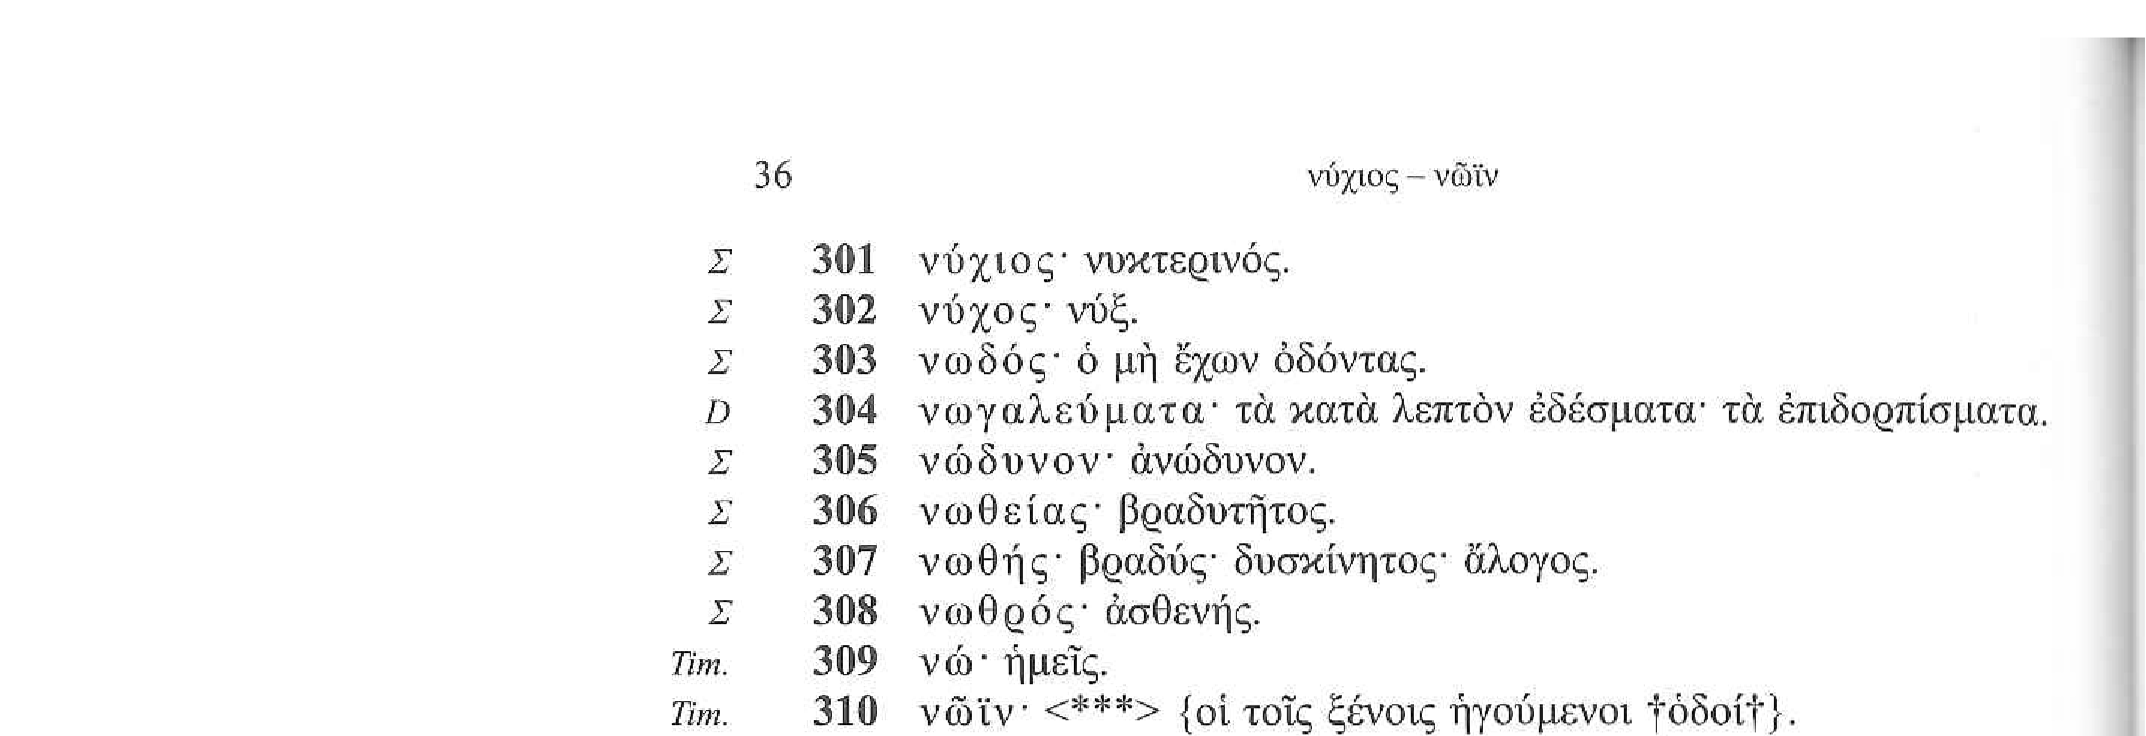 36 νύχιος – νῶϊν
Σ 301 νύχιος· νυκτερινός.
Σ 302 νύχος· νύξ.
Σ 303 νωδός· ὁ μὴ ἔχων ὀδόντας.
D 304 νωγαλεύματα· τὰ κατὰ λεπτὸν ἐδέσματα· τὰ ἐπιδορπίσματα.
Σ 305 νώδυνον· ἀνώδυνον.
Σ 306 νωθείας· βραδυτῆτος.
Σ 307 νωθής· βραδύς· δυσκίνητος· ἄλογος.
Σ 308 νωθρός· ἀσθενής.
Tim. 309 νώ· ἡμεῖς.
Tim. 310 νῶϊν· <***> {οἱ τοῖς ξένοις ἡγούμενοι †ὁδοί†}.